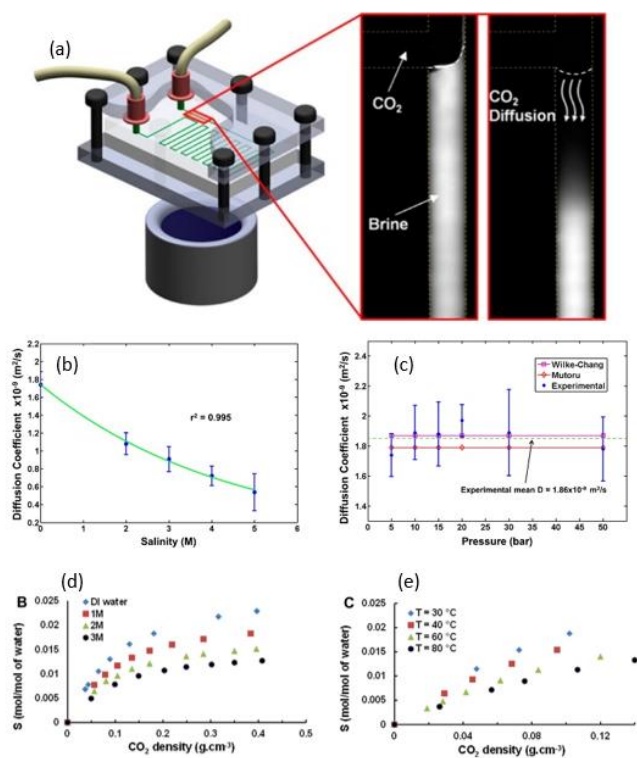 (a)
CO₂
Brine
CO₂
Diffusion
(b)
Diffusion Coefficient x10⁻⁹ (m²/s)
2.2
2
1.8
1.6
1.4
1.2
1
0.8
0.6
0.4
0.2
r² = 0.995
0 1 2 3 4 5 6
Salinity (M)
(c)
Diffusion Coefficient x10⁻⁹ (m²/s)
2.4
2.2
2
1.8
1.6
Wilke-Chang
Mutoru
Experimental
Experimental mean D = 1.86x10⁻⁹ m²/s
0 5 10 15 20 25 30 35 40 45 50 55
Pressure (bar)
(d)
B
S (mol/mol of water)
0.025
0.02
0.015
0.01
0.005
0
DI water
1M
2M
3M
0 0.1 0.2 0.3 0.4 0.5
CO₂ density (g.cm⁻³)
(e)
C
S (mol/mol of water)
0.025
0.02
0.015
0.01
0.005
0
T = 30 °C
T = 40 °C
T = 60 °C
T = 80 °C
0 0.04 0.08 0.12
CO₂ density (g.cm⁻³)